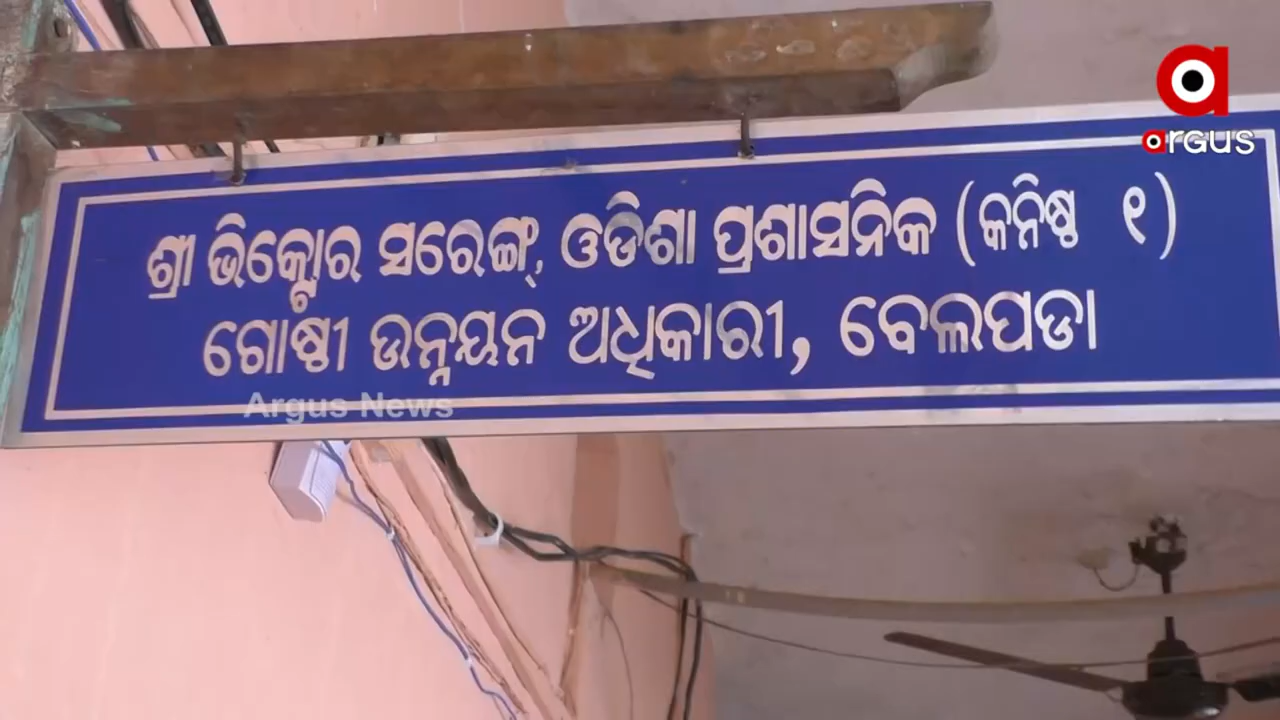 argus
ଶ୍ରୀ ଭିକ୍ଟୋର ସରେଙ୍ଗ୍, ଓଡିଶା ପ୍ରଶାସନିକ (କନିଷ୍ଠ ୧)
ଗୋଷ୍ଠୀ ଉନ୍ନୟନ ଅଧିକାରୀ, ବେଲପଡା
Argus News